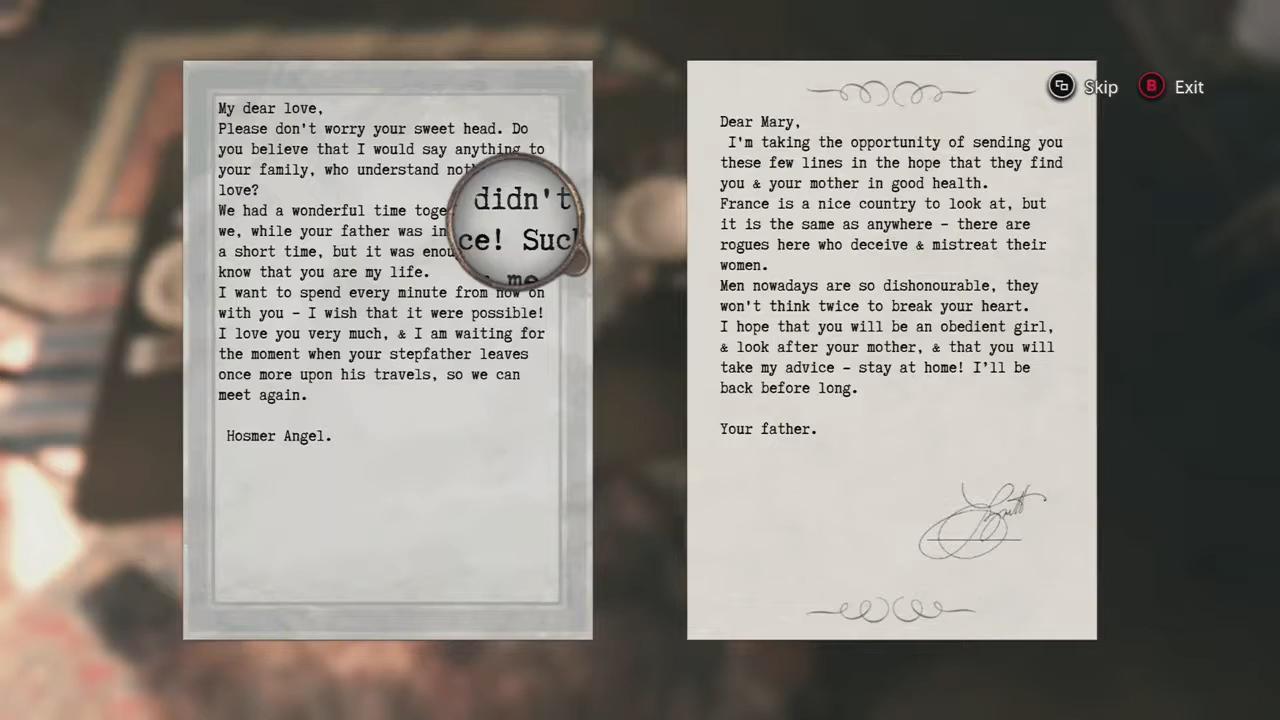 My dear love,
Please don't worry your sweet head. Do
you believe that I would say anything to
your family, who understand
love?
We had a wonderful time
we, while your father was in
a short time, but it was
know that you are my life.
I want to spend every minute from now on
with you - I wish that it were possible!
I love you very much, & I am waiting for
the moment when your stepfather leaves
once more upon his travels, so we can
meet again.
Hosmer Angel.
didn't
ce! Such
me
Dear Mary,
I'm taking the opportunity of sending you
these few lines in the hope that they find
you & your mother in good health.
France is a nice country to look at, but
it is the same as anywhere - there are
rogues here who deceive & mistreat their
women.
Men nowadays are so dishonourable, they
won't think twice to break your heart.
I hope that you will be an obedient girl,
& look after your mother, & that you will
take my advice - stay at home! I'll be
back before long.
Your father.
Skip
B Exit